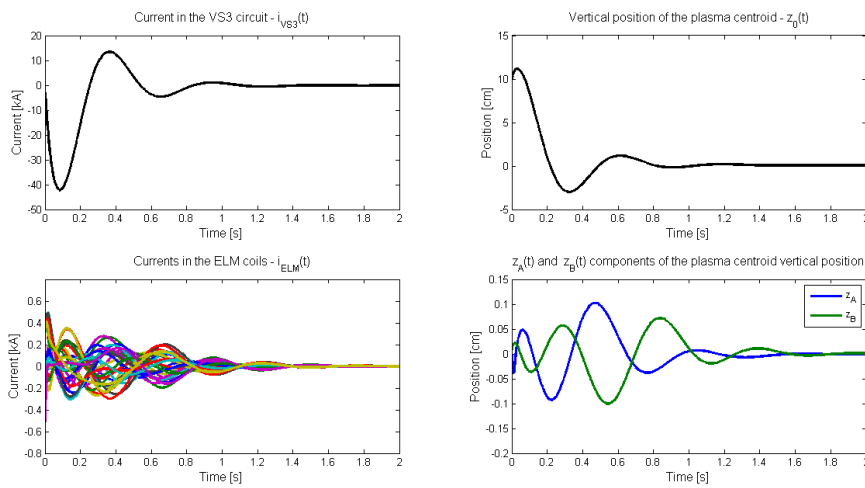 Current in the VS3 circuit - i_VS3(t)
20
10
0
-10
-20
-30
-40
-50
Current [kA]
0 0.2 0.4 0.6 0.8 1 1.2 1.4 1.6 1.8 2
Time [s]
Vertical position of the plasma centroid - z_0(t)
15
10
5
0
-5
Position [cm]
0 0.2 0.4 0.6 0.8 1 1.2 1.4 1.6 1.8 2
Time [s]
Currents in the ELM coils - i_ELM(t)
0.6
0.4
0.2
0
-0.2
-0.4
-0.6
-0.8
Current [kA]
0 0.2 0.4 0.6 0.8 1 1.2 1.4 1.6 1.8 2
Time [s]
z_A(t) and z_B(t) components of the plasma centroid vertical position
0.15
0.1
0.05
0
-0.05
-0.1
-0.15
-0.2
Position [cm]
z_A
z_B
0 0.2 0.4 0.6 0.8 1 1.2 1.4 1.6 1.8 2
Time [s]